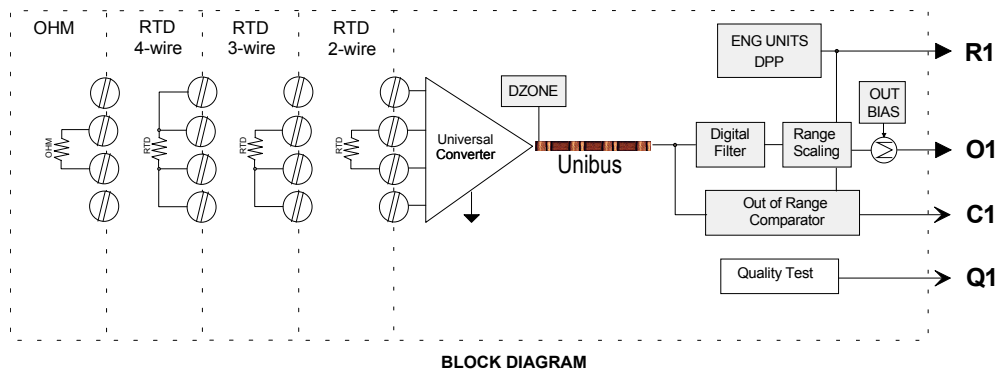 OHM
RTD
4-wire
RTD
3-wire
RTD
2-wire
OHM
RTD
RTD
RTD
Universal
Converter
DZONE
Unibus
ENG UNITS
DPP
OUT
BIAS
Digital
Filter
Range
Scaling
Σ
Out of Range
Comparator
Quality Test
R1
O1
C1
Q1
BLOCK DIAGRAM